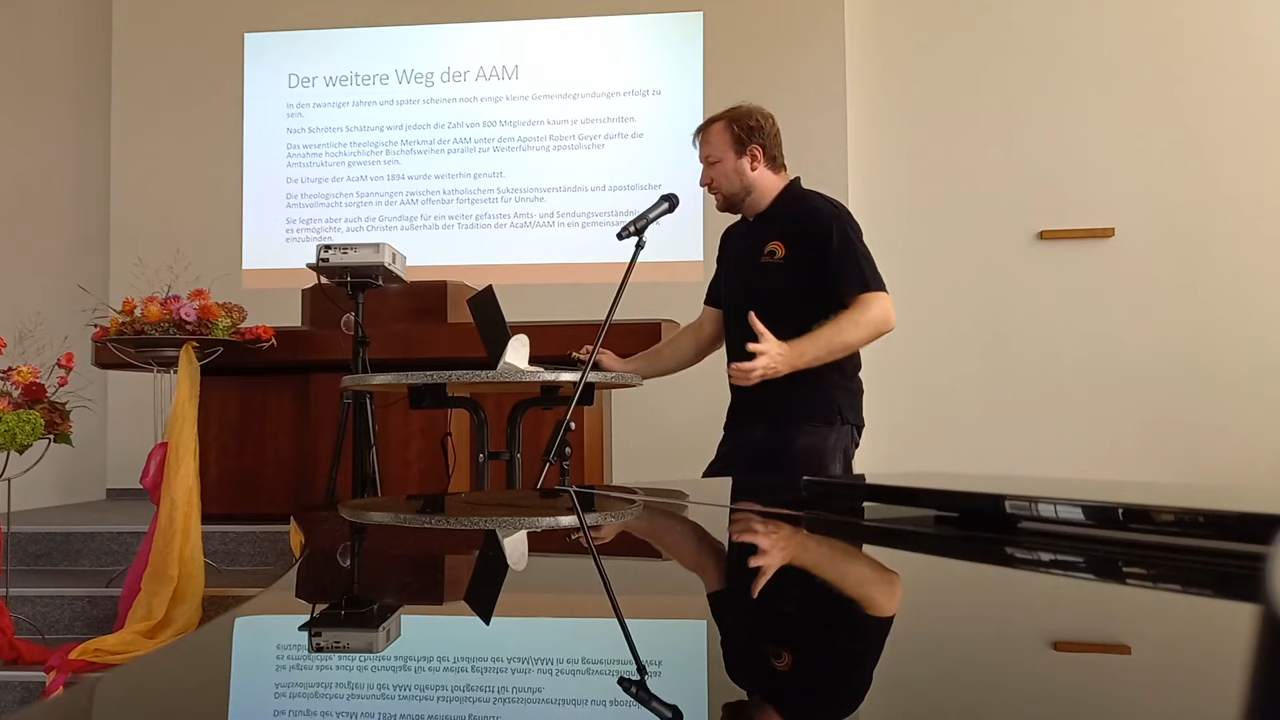 Der weitere Weg der AAM
In den zwanziger Jahren und später scheinen noch einige kleine Gemeindegründungen erfolgt zu
sein.
Nach Schröters Schätzung wird jedoch die Zahl von 800 Mitgliedern kaum je überschritten.
Das wesentliche theologische Merkmal der AAM unter dem Apostel Robert Geyer dürfte die
Annahme hochkirchlicher Bischofsweihen parallel zur Weiterführung apostolischer
Amtsstrukturen gewesen sein.
Die Liturgie der AcaM von 1894 wurde weiterhin genutzt.
Die theologischen Spannungen zwischen katholischem Sukzessionsverständnis und apostolischer
Amtsvollmacht sorgten in der AAM offenbar fortgesetzt für Unruhe.
Sie legten aber auch die Grundlage für ein weiter gefasstes Amts- und Sendungsverständnis,
es ermöglichte, auch Christen außerhalb der Tradition der AcaM/AAM in ein gemeinsames
einzubinden.